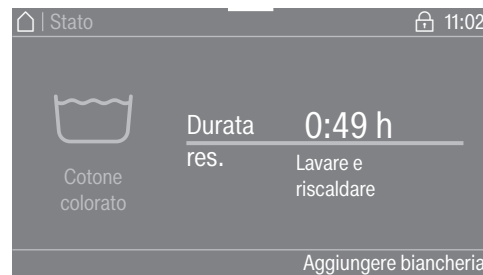 | Stato
11:02
Durata 0:49 h
res.
Lavare e
riscaldare
Cotone
colorato
Aggiungere biancheria